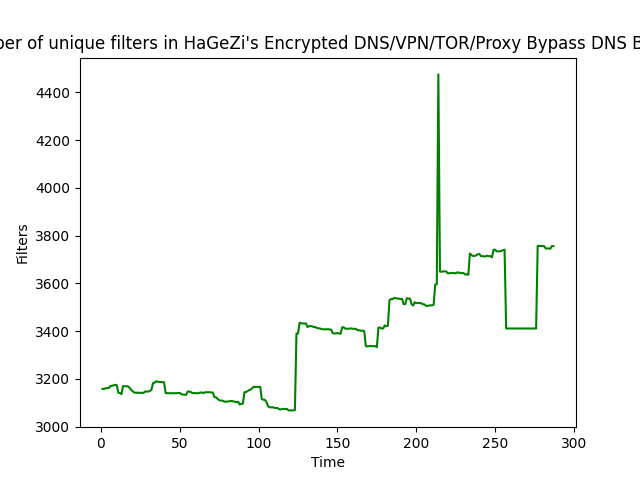 ber of unique filters in HaGeZi's Encrypted DNS/VPN/TOR/Proxy Bypass DNS B
4400
4200
4000
3800
3600
3400
3200
3000
Filters
0 50 100 150 200 250 300
Time